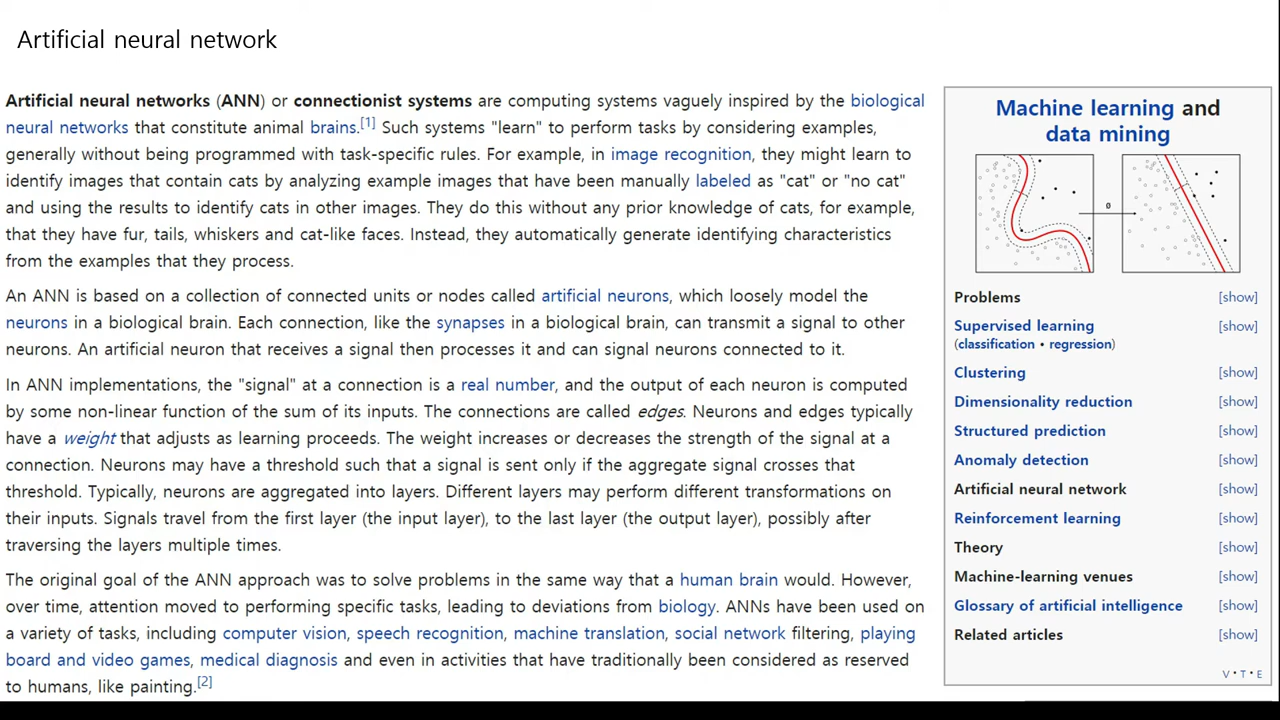 Artificial neural network
Artificial neural networks (ANN) or connectionist systems are computing systems vaguely inspired by the biological
neural networks that constitute animal brains.[1] Such systems "learn" to perform tasks by considering examples,
generally without being programmed with task-specific rules. For example, in image recognition, they might learn to
identify images that contain cats by analyzing example images that have been manually labeled as "cat" or "no cat"
and using the results to identify cats in other images. They do this without any prior knowledge of cats, for example,
that they have fur, tails, whiskers and cat-like faces. Instead, they automatically generate identifying characteristics
from the examples that they process.
An ANN is based on a collection of connected units or nodes called artificial neurons, which loosely model the
neurons in a biological brain. Each connection, like the synapses in a biological brain, can transmit a signal to other
neurons. An artificial neuron that receives a signal then processes it and can signal neurons connected to it.
In ANN implementations, the "signal" at a connection is a real number, and the output of each neuron is computed
by some non-linear function of the sum of its inputs. The connections are called edges. Neurons and edges typically
have a weight that adjusts as learning proceeds. The weight increases or decreases the strength of the signal at a
connection. Neurons may have a threshold such that a signal is sent only if the aggregate signal crosses that
threshold. Typically, neurons are aggregated into layers. Different layers may perform different transformations on
their inputs. Signals travel from the first layer (the input layer), to the last layer (the output layer), possibly after
traversing the layers multiple times.
The original goal of the ANN approach was to solve problems in the same way that a human brain would. However,
over time, attention moved to performing specific tasks, leading to deviations from biology. ANNs have been used on
a variety of tasks, including computer vision, speech recognition, machine translation, social network filtering, playing
board and video games, medical diagnosis and even in activities that have traditionally been considered as reserved
to humans, like painting.[2]
Machine learning and
data mining
ø
Problems [show]
Supervised learning [show]
(classification • regression)
Clustering [show]
Dimensionality reduction [show]
Structured prediction [show]
Anomaly detection [show]
Artificial neural network [show]
Reinforcement learning [show]
Theory [show]
Machine-learning venues [show]
Glossary of artificial intelligence [show]
Related articles [show]
V • T • E